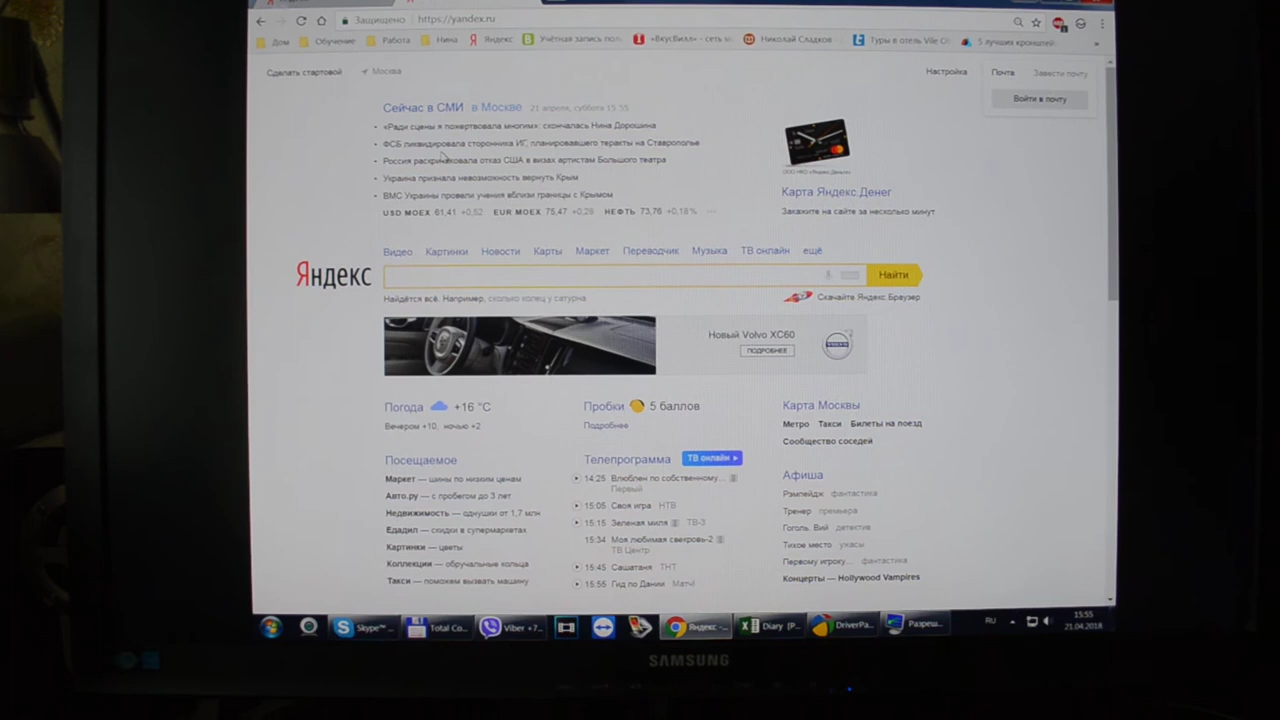 Защищено https://yandex.ru
Дом Обучение Работа Нина Яндекс Учётная запись пол «ВкусВилл» - сеть м Николай Сладков Туры в отель Vile Ol 5 лучших кронштей »
Сделать стартовой Москва Настройка Почта Завести почту
Войти в почту
Сейчас в СМИ в Москве 21 апреля, суббота 15 55
«Ради сцены я пожертвовала многим»: скончалась Нина Дорошина
ФСБ ликвидировала сторонника ИГ, планировавшего теракты на Ставрополье
Россия раскритиковала отказ США в визах артистам Большого театра
Украина признала невозможность вернуть Крым
ВМС Украины провели учения вблизи границы с Крымом
USD MOEX 61,41 +0,52 EUR MOEX 75,47 +0,28 НЕФТЬ 73,76 +0,18% ···
ООО НКО «Яндекс.Деньги»
Карта Яндекс Денег
Закажите на сайте за несколько минут
Видео Картинки Новости Карты Маркет Переводчик Музыка ТВ онлайн ещё
Яндекс Найти
Найдётся всё. Например, сколько колец у сатурна
Скачайте Яндекс Браузер
Новый Volvo XC60
ПОДРОБНЕЕ
Погода +16 °C
Вечером +10, ночью +2
Пробки 5 баллов
Подробнее
Карта Москвы
Метро Такси Билеты на поезд
Сообщество соседей
Посещаемое
Маркет — шины по низким ценам
Авто.ру — с пробегом до 3 лет
Недвижимость — однушки от 1,7 млн
Едадил — скидки в супермаркетах
Картинки — цветы
Коллекции — обручальные кольца
Такси — поможем вызвать машину
Телепрограмма ТВ онлайн
14:25 Влюблен по собственному...
Первый
15:05 Своя игра НТВ
15:15 Зеленая миля ТВ-3
15:34 Моя любимая свекровь-2
ТВ Центр
15:45 Сашатаня ТНТ
15:55 Гид по Дании Матч!
Афиша
Рэмпейдж фантастика
Тренер премьера
Гоголь. Вий детектив
Тихое место ужасы
Первому игроку... фантастика
Концерты — Hollywood Vampires
Skype™ ... Total Co... Viber +7... Яндекс -... Diary [P... DriverPa... Разреш... RU 15:55
21.04.2018
SAMSUNG